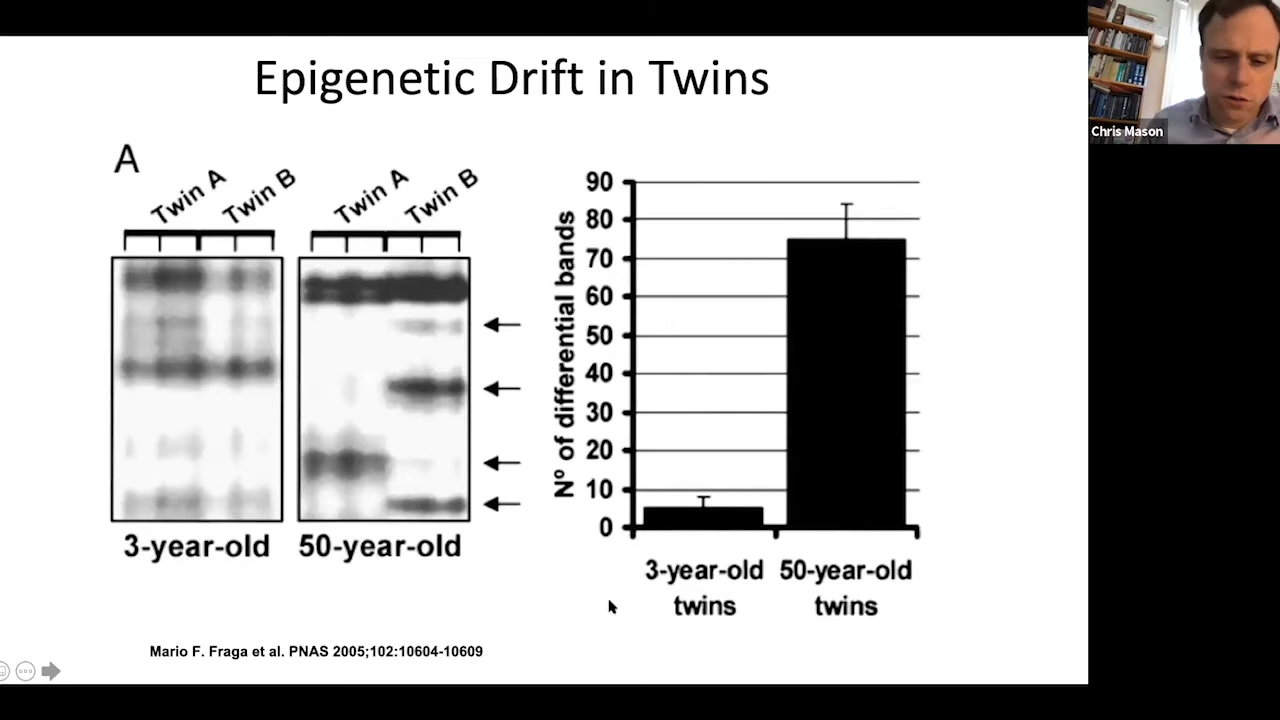 Epigenetic Drift in Twins
Chris Mason
A
Twin A
Twin B
Twin A
Twin B
3-year-old
50-year-old
Nº of differential bands
90
80
70
60
50
40
30
20
10
0
3-year-old
twins
50-year-old
twins
Mario F. Fraga et al. PNAS 2005;102:10604-10609